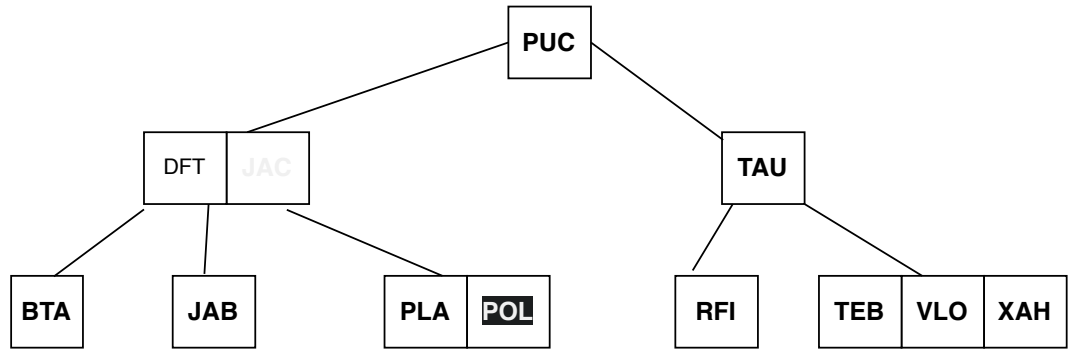 PUC
DFT JAC TAU
BTA JAB PLA POL RFI TEB VLO XAH